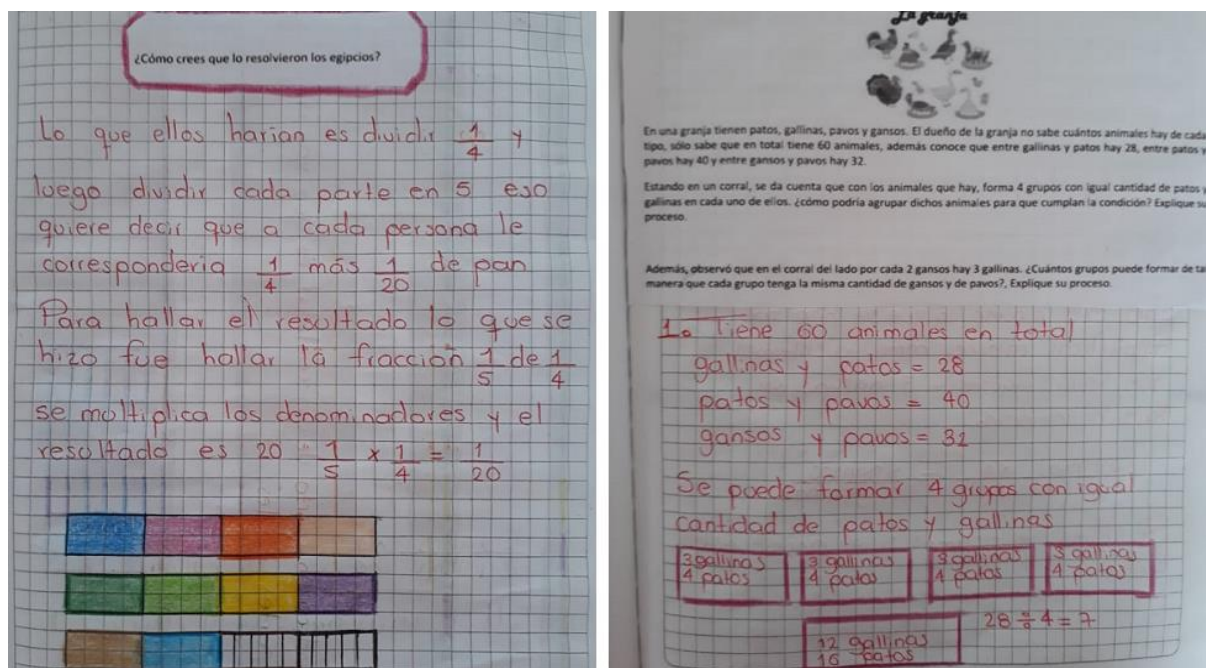 ¿Cómo crees que lo resolvieron los egipcios?
Lo que ellos harian es dividir 1/4 y
luego dividir cada parte en 5 eso
quiere decir que a cada persona le
corresponderia 1/4 más 1/20 de pan
Para hallar el resultado lo que se
hizo fue hallar la fracción 1/5 de 1/4
se multiplica los denominadores y el
resultado es 20 1/5 x 1/4 = 1/20
La granja
En una granja tienen patos, gallinas, pavos y gansos. El dueño de la granja no sabe cuántos animales hay de cada
tipo, sólo sabe que en total tiene 60 animales, además conoce que entre gallinas y patos hay 28, entre patos y
pavos hay 40 y entre gansos y pavos hay 32.
Estando en un corral, se da cuenta que con los animales que hay, forma 4 grupos con igual cantidad de patos y
gallinas en cada uno de ellos. ¿cómo podría agrupar dichos animales para que cumplan la condición? Explique su
proceso.
Además, observó que en el corral del lado por cada 2 gansos hay 3 gallinas. ¿Cuántos grupos puede formar de tal
manera que cada grupo tenga la misma cantidad de gansos y de pavos?, Explique su proceso.
1. Tiene 60 animales en total
gallinas y patos = 28
patos y pavos = 40
gansos y pavos = 32
Se puede formar 4 grupos con igual
cantidad de patos y gallinas
3 gallinas 3 gallinas 3 gallinas 3 gallinas
4 patos 4 patos 4 patos 4 patos
28 ÷ 4 = 7
12 gallinas
16 patos